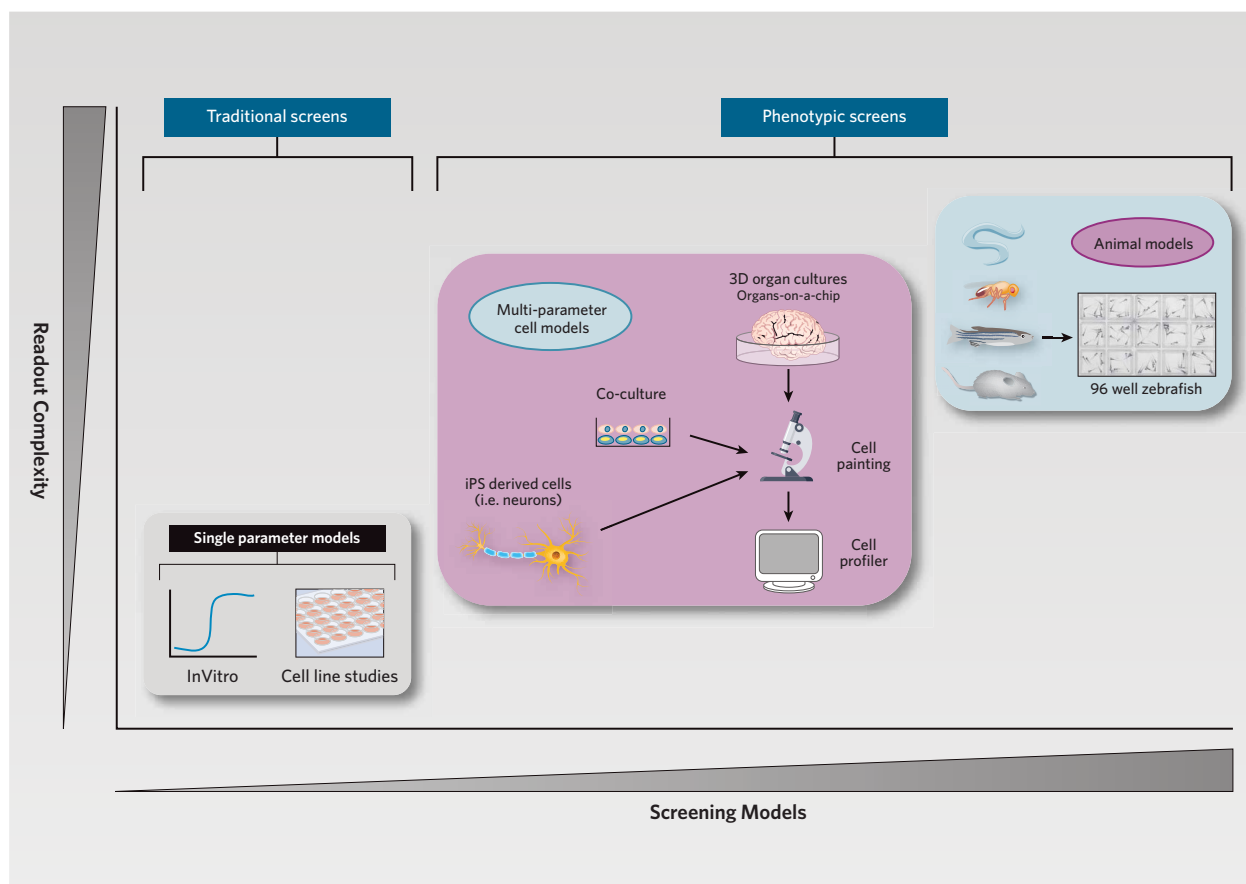 Traditional screens
Phenotypic screens
Animal models
96 well zebrafish
3D organ cultures
Organs-on-a-chip
Multi-parameter
cell models
Co-culture
Cell
painting
iPS derived cells
(i.e. neurons)
Cell
profiler
Single parameter models
InVitro
Cell line studies
Readout Complexity
Screening Models